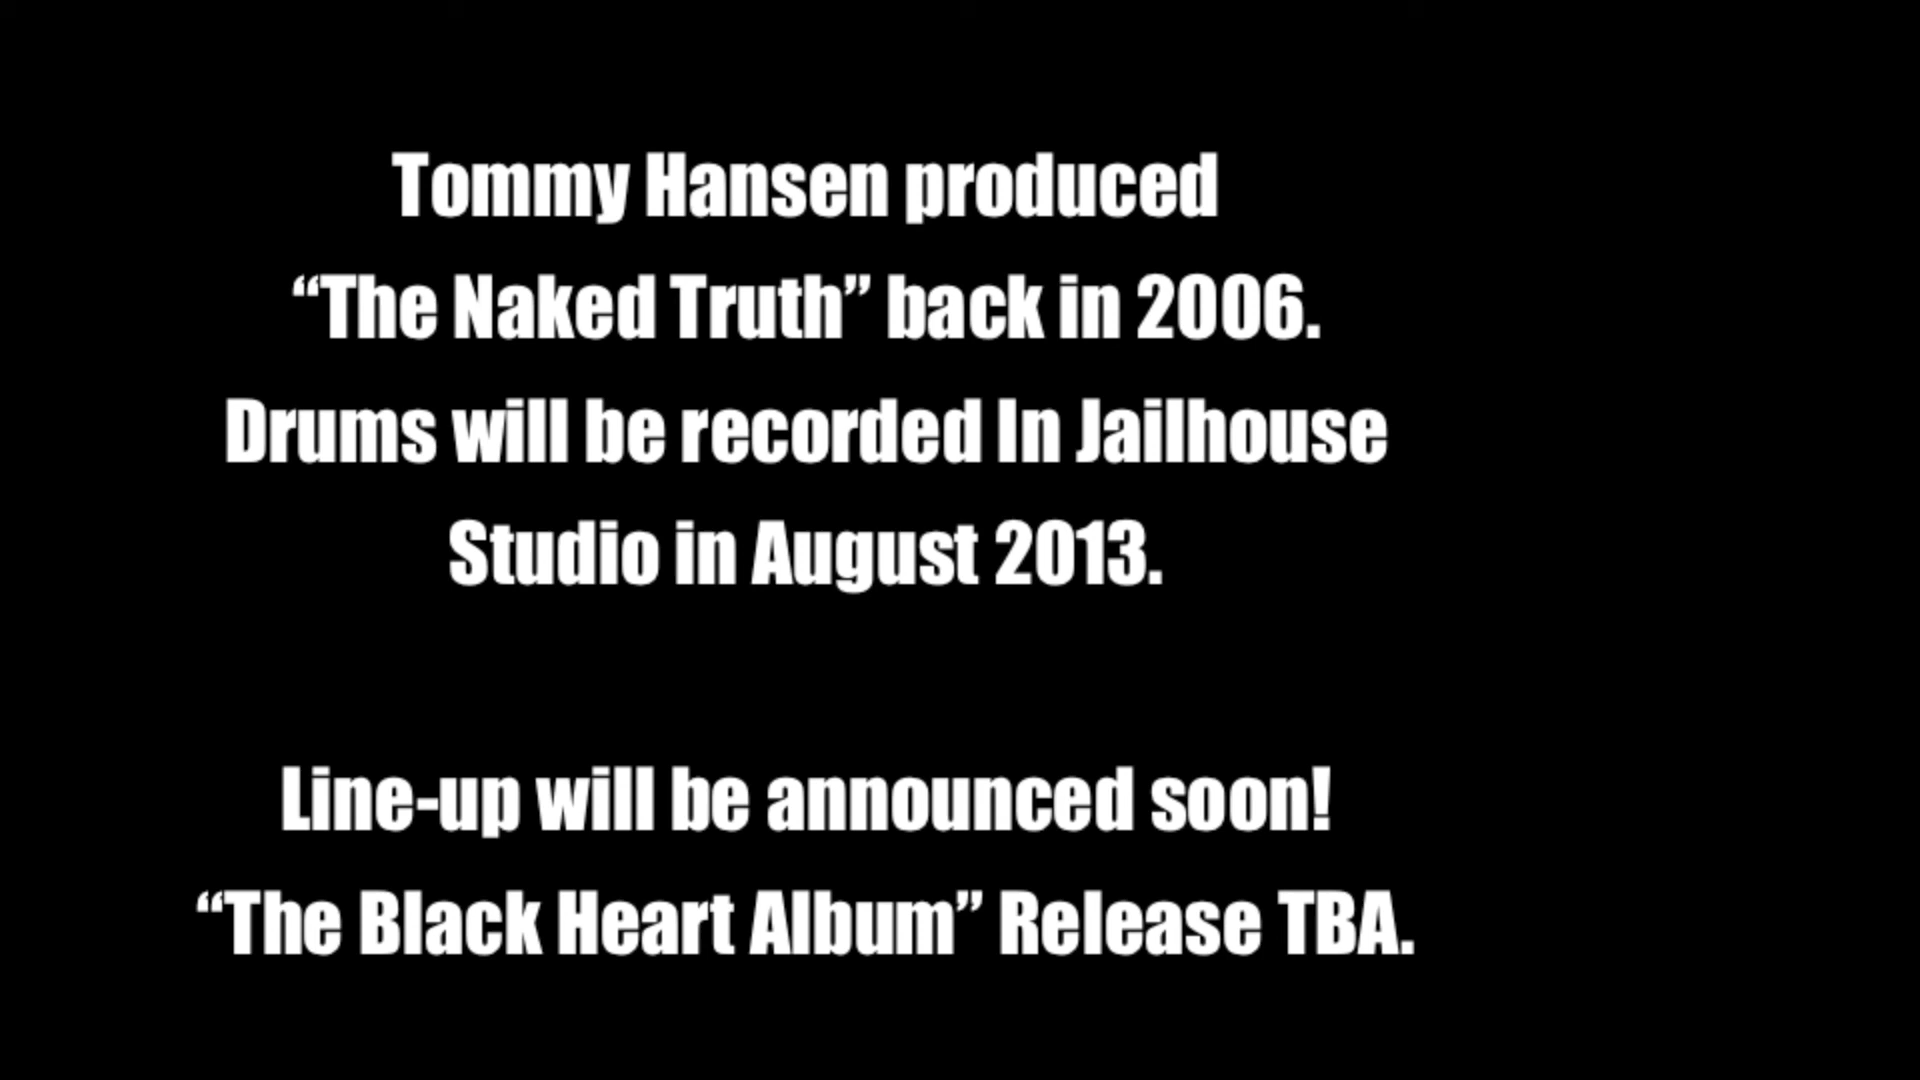 Tommy Hansen produced
“The Naked Truth” back in 2006.
Drums will be recorded In Jailhouse
Studio in August 2013.
Line-up will be announced soon!
“The Black Heart Album” Release TBA.